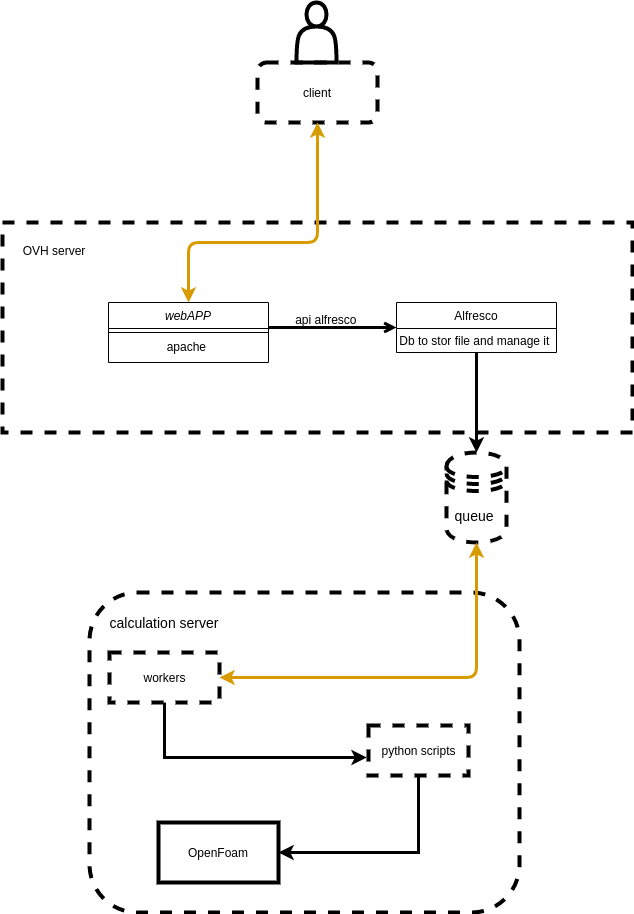 client
OVH server
webAPP
apache
api alfresco
Alfresco
Db to stor file and manage it
queue
calculation server
workers
python scripts
OpenFoam